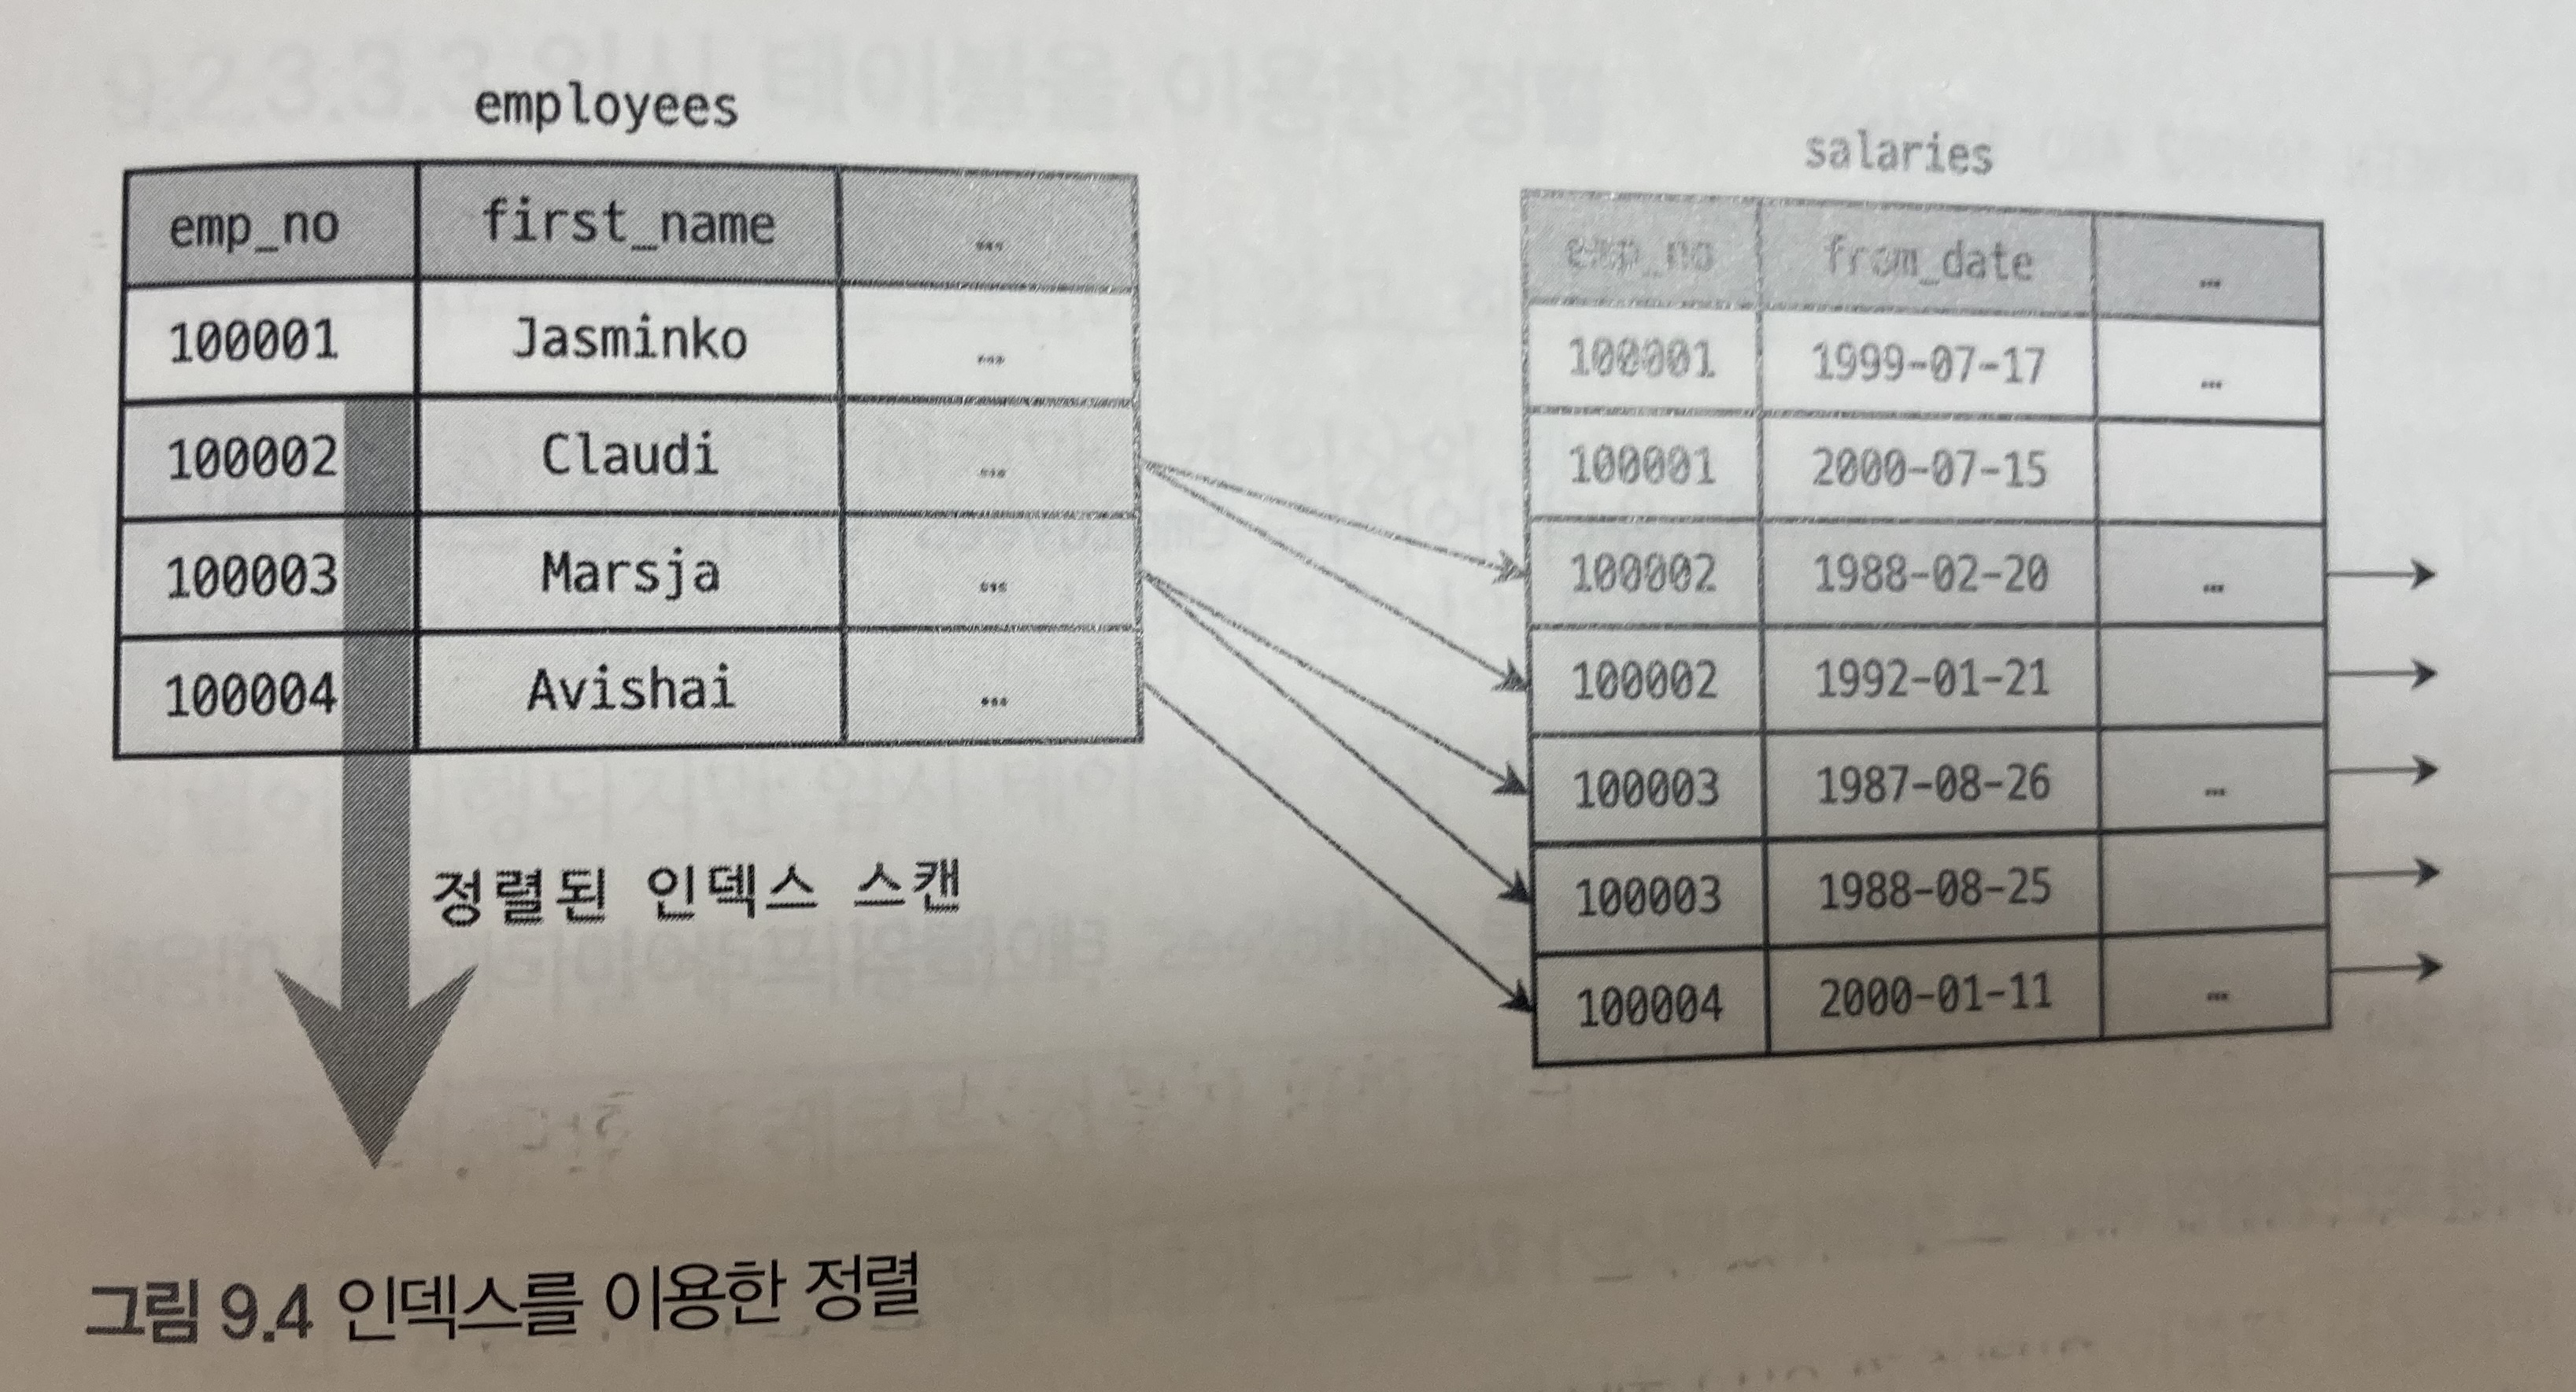 employees
emp_no first_name ...
100001 Jasminko ...
100002 Claudi ...
100003 Marsja ...
100004 Avishai ...
정렬된 인덱스 스캔
salaries
emp_no from_date ...
100001 1999-07-17 ...
100001 2000-07-15
100002 1988-02-20 ...
100002 1992-01-21
100003 1987-08-26 ...
100003 1988-08-25
100004 2000-01-11 ...
그림 9.4 인덱스를 이용한 정렬